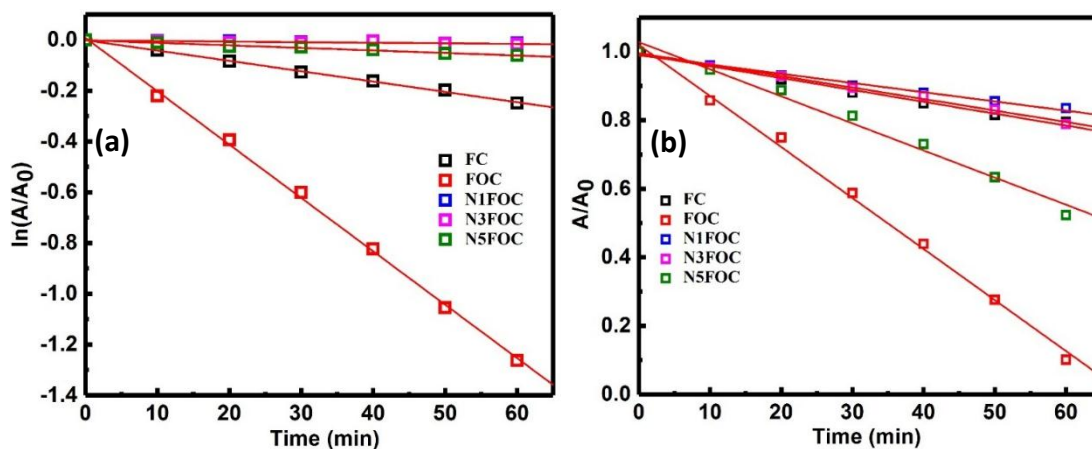 (a)
ln(A/A₀)
0.0
-0.2
-0.4
-0.6
-0.8
-1.0
-1.2
-1.4
FC
FOC
N1FOC
N3FOC
N5FOC
0 10 20 30 40 50 60
Time (min)
(b)
A/A₀
1.0
0.8
0.6
0.4
0.2
0.0
FC
FOC
N1FOC
N3FOC
N5FOC
0 10 20 30 40 50 60
Time (min)